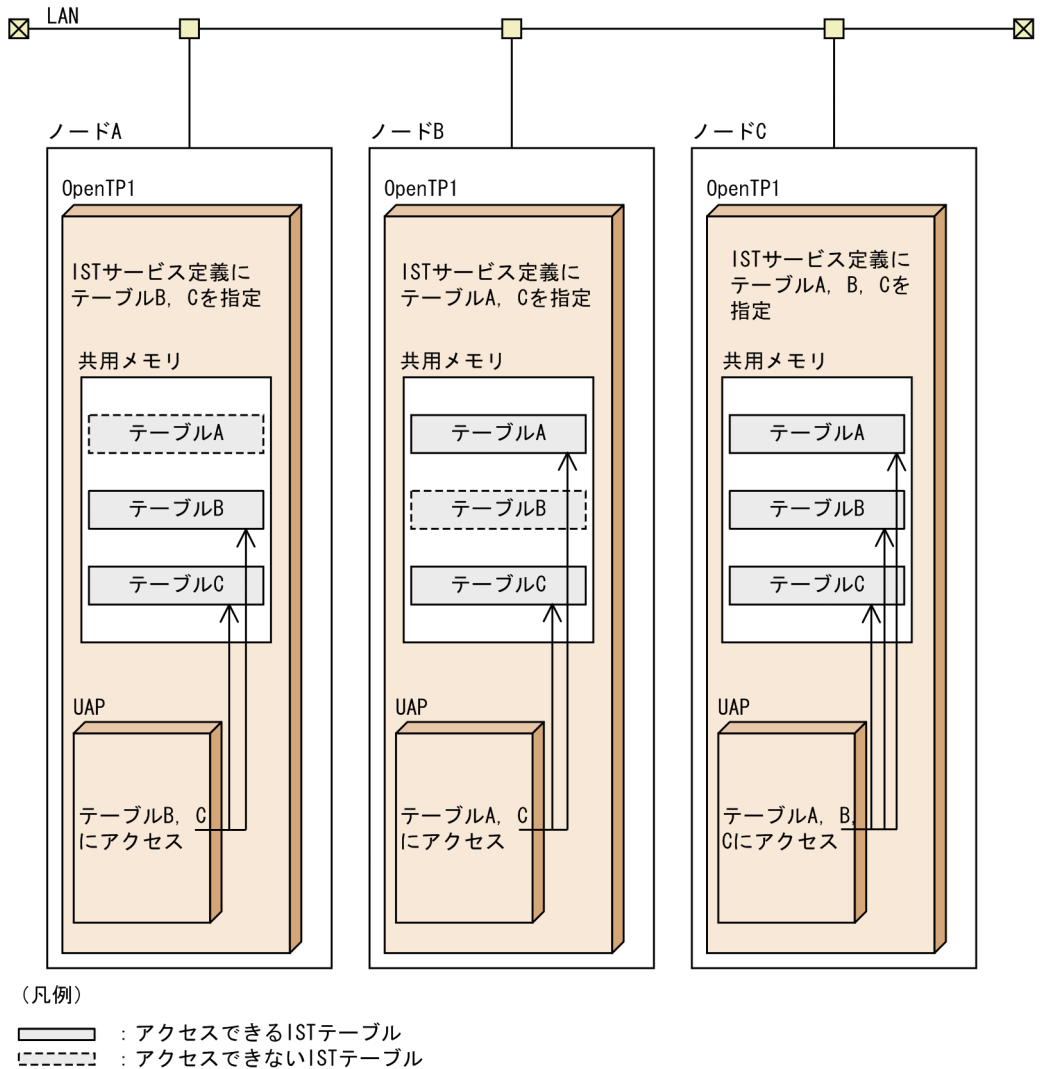 LAN
ノードA
OpenTP1
ISTサービス定義に
テーブルB，Cを指定
共用メモリ
テーブルA
テーブルB
テーブルC
UAP
テーブルB，C
にアクセス
ノードB
OpenTP1
ISTサービス定義に
テーブルA，Cを指定
共用メモリ
テーブルA
テーブルB
テーブルC
UAP
テーブルA，C
にアクセス
ノードC
OpenTP1
ISTサービス定義に
テーブルA，B，Cを
指定
共用メモリ
テーブルA
テーブルB
テーブルC
UAP
テーブルA，B，
Cにアクセス
（凡例）
：アクセスできるISTテーブル
：アクセスできないISTテーブル